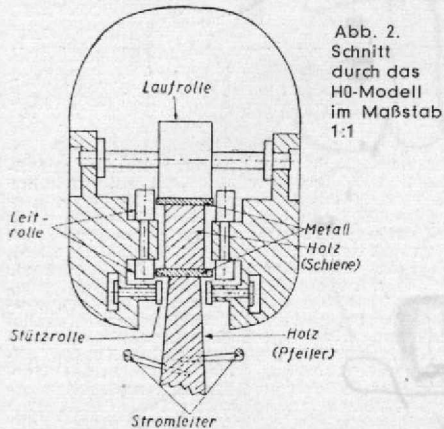 Abb. 2.
Schnitt
durch das
H0-Modell
im Maßstab
1:1
Laufrolle
Leit-
rolle
Metall
Holz
(Schiene)
Stützrolle
Holz
(Pfeiler)
Stromleiter